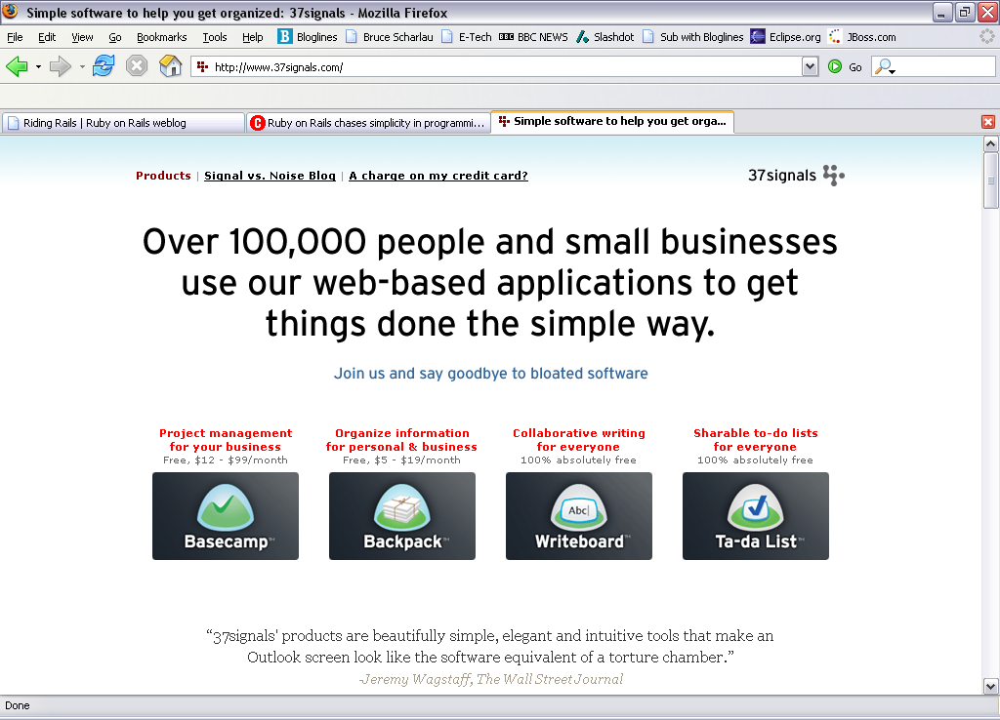 Simple software to help you get organized: 37signals - Mozilla Firefox
File Edit View Go Bookmarks Tools Help Bloglines Bruce Scharlau E-Tech BBC BBC NEWS Slashdot Sub with Bloglines Eclipse.org JBoss.com
http://www.37signals.com/ Go
Riding Rails | Ruby on Rails weblog Ruby on Rails chases simplicity in programmi... Simple software to help you get orga...
Products | Signal vs. Noise Blog | A charge on my credit card? 37signals
Over 100,000 people and small businesses
use our web-based applications to get
things done the simple way.
Join us and say goodbye to bloated software
Project management
for your business
Free, $12 - $99/month
Basecamp™
Organize information
for personal & business
Free, $5 - $19/month
Backpack™
Collaborative writing
for everyone
100% absolutely free
Abc
Writeboard™
Sharable to-do lists
for everyone
100% absolutely free
Ta-da List™
“37signals' products are beautifully simple, elegant and intuitive tools that make an
Outlook screen look like the software equivalent of a torture chamber.”
-Jeremy Wagstaff, The Wall Street Journal
Done